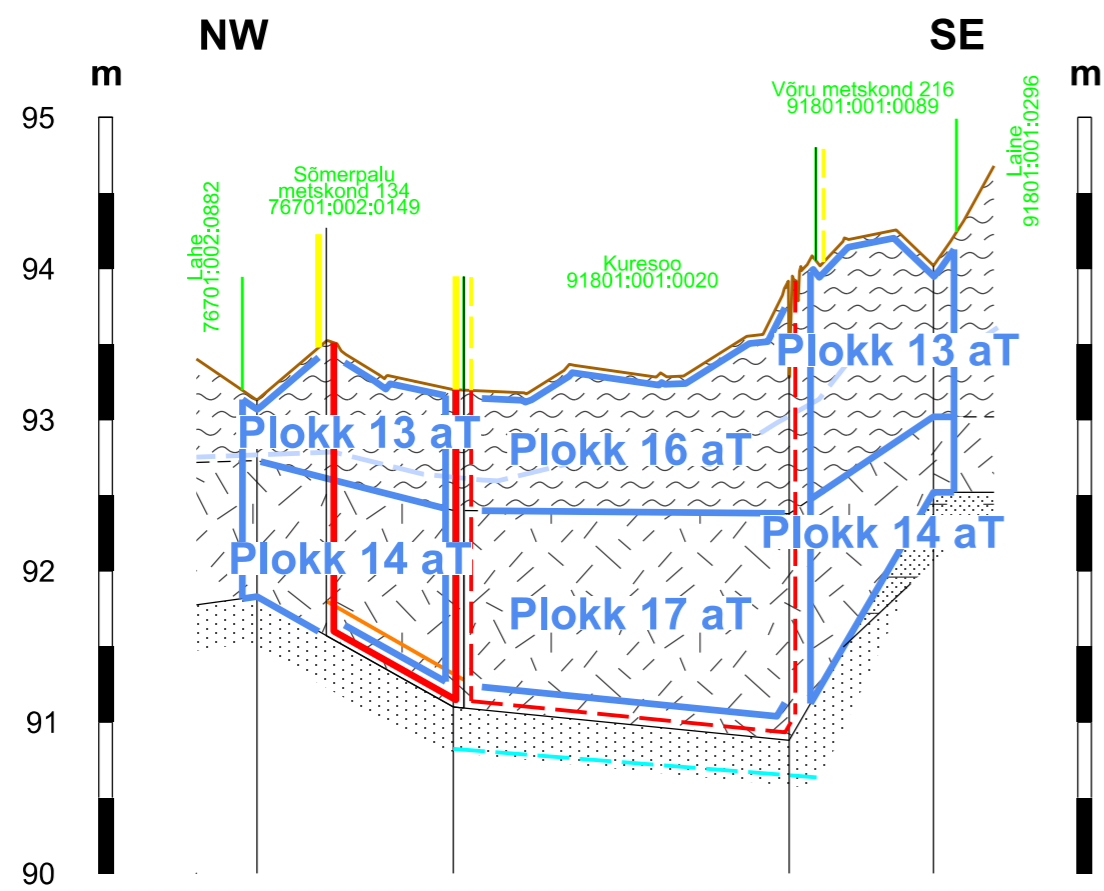 NW
SE
m
m
Võru metskond 216
91801:001:0089
95
Laine
91801:001:0296
Sõmerpalu
metskond 134
76701:002:0149
Lahe
76701:002:0882
94
Kuresoo
91801:001:0020
Plokk 13 aT
93
Plokk 13 aT
Plokk 16 aT
92
Plokk 14 aT
Plokk 14 aT
Plokk 17 aT
91
90